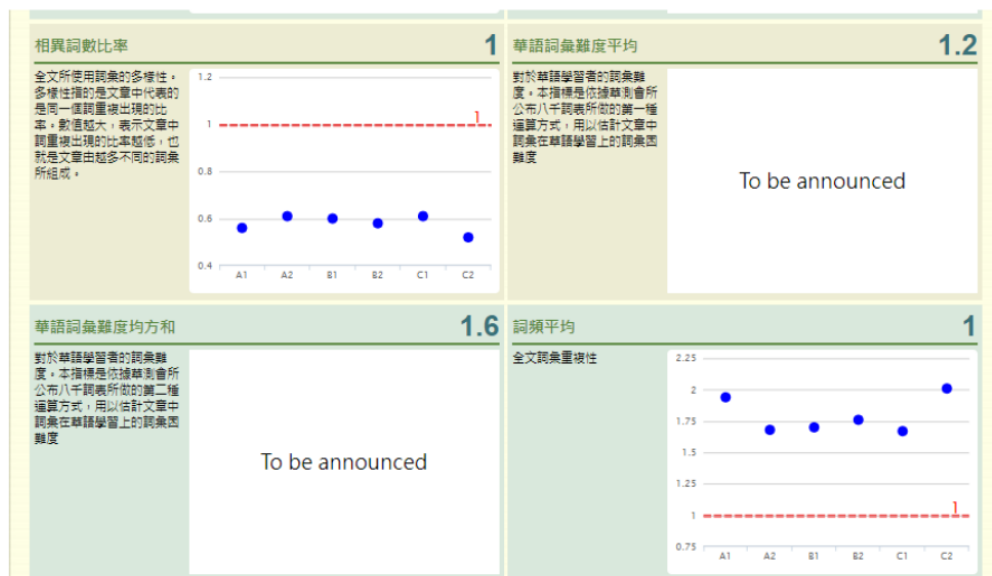 相異詞數比率 1
全文所使用詞彙的多樣性。
多樣性指的是文章中代表的
是同一個詞重複出現的比
率。數值越大，表示文章中
詞重複出現的比率越低，也
就是文章由越多不同的詞彙
所組成。
1.2
1
1
0.8
0.6
0.4
A1 A2 B1 B2 C1 C2
華語詞彙難度平均 1.2
對於華語學習者的詞彙難
度。本指標是依據華測會所
公布八千詞表所做的第一種
運算方式，用以估計文章中
詞彙在華語學習上的詞彙困
難度
To be announced
華語詞彙難度均方和 1.6
對於華語學習者的詞彙難
度。本指標是依據華測會所
公布八千詞表所做的第二種
運算方式，用以估計文章中
詞彙在華語學習上的詞彙困
難度
To be announced
詞頻平均 1
全文詞彙重複性
2.25
2
1.75
1.5
1.25
1
1
0.75
A1 A2 B1 B2 C1 C2